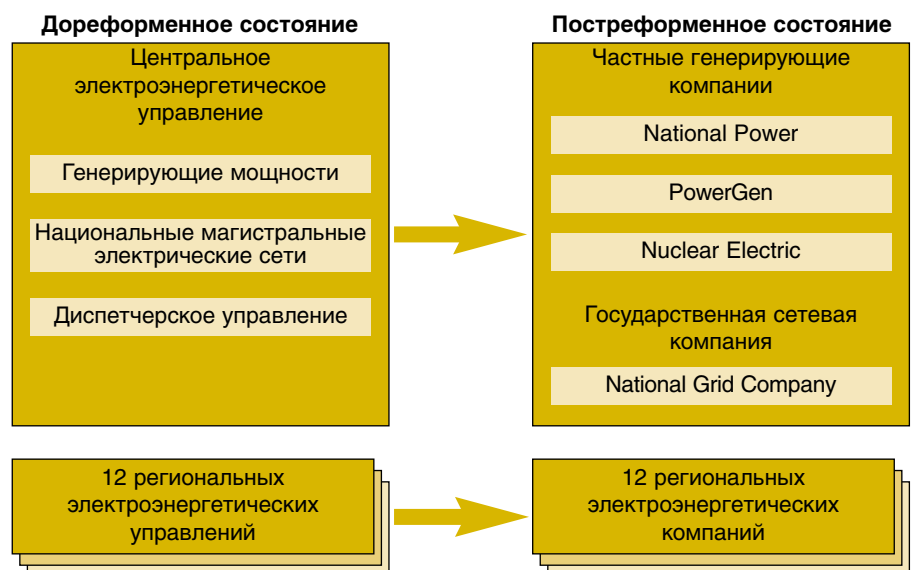 Дореформенное состояние
Центральное
электроэнергетическое
управление
Генерирующие мощности
Национальные магистральные
электрические сети
Диспетчерское управление
12 региональных
электроэнергетических
управлений
Постреформенное состояние
Частные генерирующие
компании
National Power
PowerGen
Nuclear Electric
Государственная сетевая
компания
National Grid Company
12 региональных
электроэнергетических
компаний